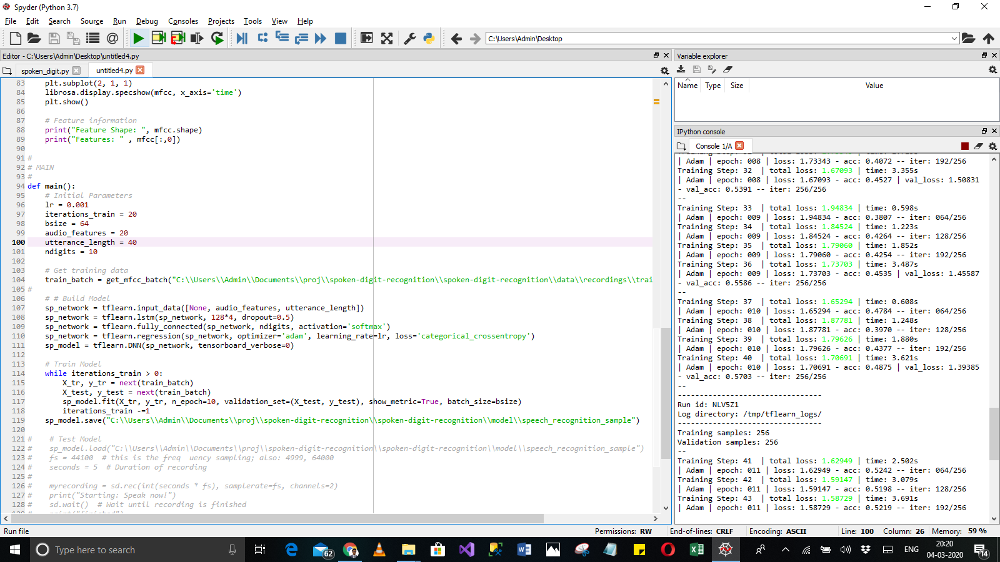 Spyder (Python 3.7)
File Edit Search Source Run Debug Consoles Projects Tools View Help
C:\Users\Admin\Desktop
Editor - C:\Users\Admin\Desktop\untitled4.py
spoken_digit.py untitled4.py
83 plt.subplot(2, 1, 1)
84 librosa.display.specshow(mfcc, x_axis='time')
85 plt.show()
86
87 # Feature information
88 print("Feature Shape: ", mfcc.shape)
89 print("Features: " , mfcc[:,0])
90
91 #
92 # MAIN
93 #
94 def main():
95 # Initial Parameters
96 lr = 0.001
97 iterations_train = 20
98 bsize = 64
99 audio_features = 20
100 utterance_length = 40
101 ndigits = 10
102
103 # Get training data
104 train_batch = get_mfcc_batch("C:\\Users\\Admin\\Documents\\proj\\spoken-digit-recognition\\spoken-digit-recognition\\data\\recordings\\trai
105 #
106 # # Build Model
107 sp_network = tflearn.input_data([None, audio_features, utterance_length])
108 sp_network = tflearn.lstm(sp_network, 128*4, dropout=0.5)
109 sp_network = tflearn.fully_connected(sp_network, ndigits, activation='softmax')
110 sp_network = tflearn.regression(sp_network, optimizer='adam', learning_rate=lr, loss='categorical_crossentropy')
111 sp_model = tflearn.DNN(sp_network, tensorboard_verbose=0)
112
113 # Train Model
114 while iterations_train > 0:
115 X_tr, y_tr = next(train_batch)
116 X_test, y_test = next(train_batch)
117 sp_model.fit(X_tr, y_tr, n_epoch=10, validation_set=(X_test, y_test), show_metric=True, batch_size=bsize)
118 iterations_train -=1
119 sp_model.save("C:\\Users\\Admin\\Documents\\proj\\spoken-digit-recognition\\spoken-digit-recognition\\model\\speech_recognition_sample")
120
121 # # Test Model
122 # sp_model.load("C:\\Users\\Admin\\Documents\\proj\\spoken-digit-recognition\\spoken-digit-recognition\\model\\speech_recognition_sample")
123 # fs = 44100 # this is the freq uency sampling; also: 4999, 64000
124 # seconds = 5 # Duration of recording
125 #
126 # myrecording = sd.rec(int(seconds * fs), samplerate=fs, channels=2)
127 # print("Starting: Speak now!")
128 # sd.wait() # Wait until recording is finished
129 # print("finished")
Variable explorer
Name Type Size Value
IPython console
Console 1/A
| Adam | epoch: 008 | loss: 1.73343 - acc: 0.4072 -- iter: 192/256
Training Step: 32 | total loss: 1.67093 | time: 3.355s
| Adam | epoch: 008 | loss: 1.67093 - acc: 0.4527 | val_loss: 1.50831
- val_acc: 0.5391 -- iter: 256/256
--
Training Step: 33 | total loss: 1.94834 | time: 0.598s
| Adam | epoch: 009 | loss: 1.94834 - acc: 0.3807 -- iter: 064/256
Training Step: 34 | total loss: 1.84524 | time: 1.223s
| Adam | epoch: 009 | loss: 1.84524 - acc: 0.4264 -- iter: 128/256
Training Step: 35 | total loss: 1.79060 | time: 1.852s
| Adam | epoch: 009 | loss: 1.79060 - acc: 0.4254 -- iter: 192/256
Training Step: 36 | total loss: 1.73703 | time: 3.487s
| Adam | epoch: 009 | loss: 1.73703 - acc: 0.4535 | val_loss: 1.45587
- val_acc: 0.5586 -- iter: 256/256
--
Training Step: 37 | total loss: 1.65294 | time: 0.608s
| Adam | epoch: 010 | loss: 1.65294 - acc: 0.4784 -- iter: 064/256
Training Step: 38 | total loss: 1.87781 | time: 1.248s
| Adam | epoch: 010 | loss: 1.87781 - acc: 0.3970 -- iter: 128/256
Training Step: 39 | total loss: 1.79626 | time: 1.880s
| Adam | epoch: 010 | loss: 1.79626 - acc: 0.4377 -- iter: 192/256
Training Step: 40 | total loss: 1.70691 | time: 3.621s
| Adam | epoch: 010 | loss: 1.70691 - acc: 0.4875 | val_loss: 1.39385
- val_acc: 0.5703 -- iter: 256/256
--
---------------------------------
Run id: NLV5Z1
Log directory: /tmp/tflearn_logs/
---------------------------------
Training samples: 256
Validation samples: 256
--
Training Step: 41 | total loss: 1.62949 | time: 2.502s
| Adam | epoch: 011 | loss: 1.62949 - acc: 0.5242 -- iter: 064/256
Training Step: 42 | total loss: 1.59147 | time: 3.079s
| Adam | epoch: 011 | loss: 1.59147 - acc: 0.5198 -- iter: 128/256
Training Step: 43 | total loss: 1.58729 | time: 3.691s
| Adam | epoch: 011 | loss: 1.58729 - acc: 0.5219 -- iter: 192/256
Run file Permissions: RW End-of-lines: CRLF Encoding: ASCII Line: 100 Column: 26 Memory: 59 %
Type here to search 62 ENG 20:20
04-03-2020 14